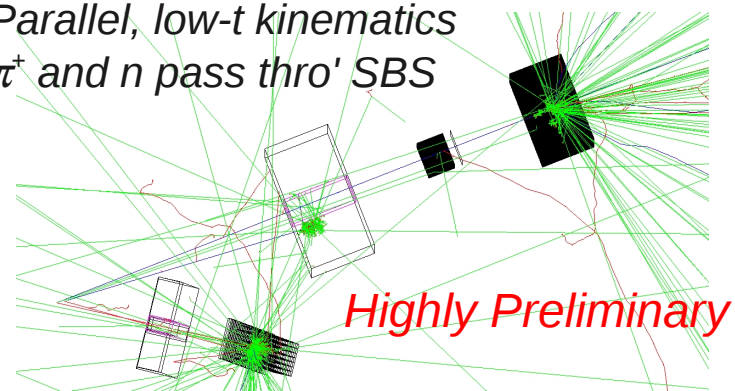 Parallel, low-t kinematics
π⁺ and n pass thro' SBS
Highly Preliminary